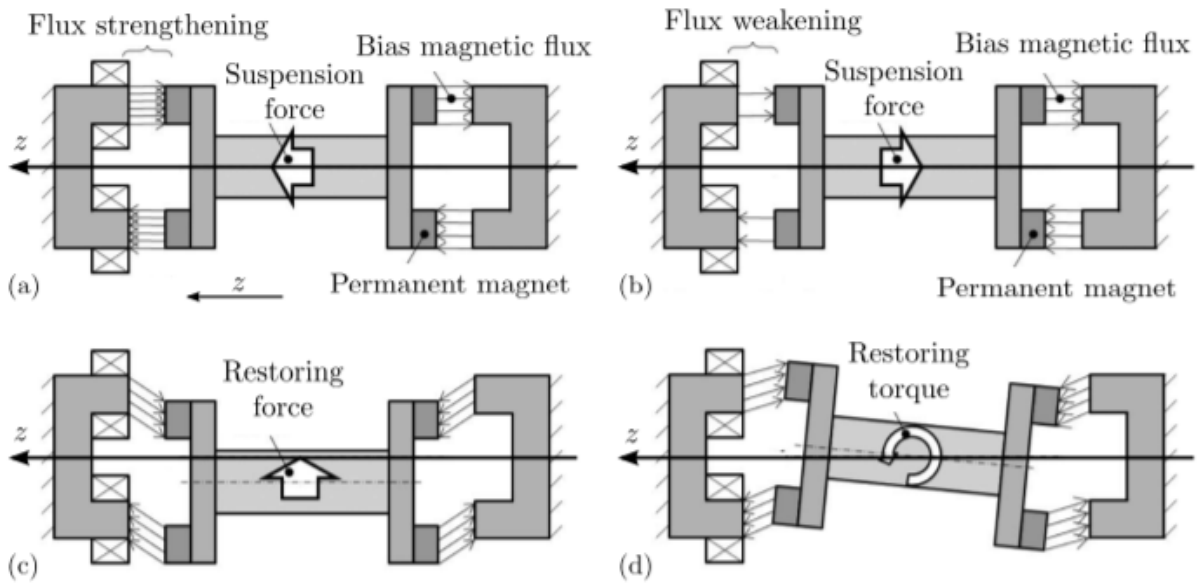 Flux strengthening
Bias magnetic flux
Suspension
force
z
Permanent magnet
(a)
z
Flux weakening
Bias magnetic flux
Suspension
force
z
Permanent magnet
(b)
Restoring
force
z
(c)
Restoring
torque
z
(d)